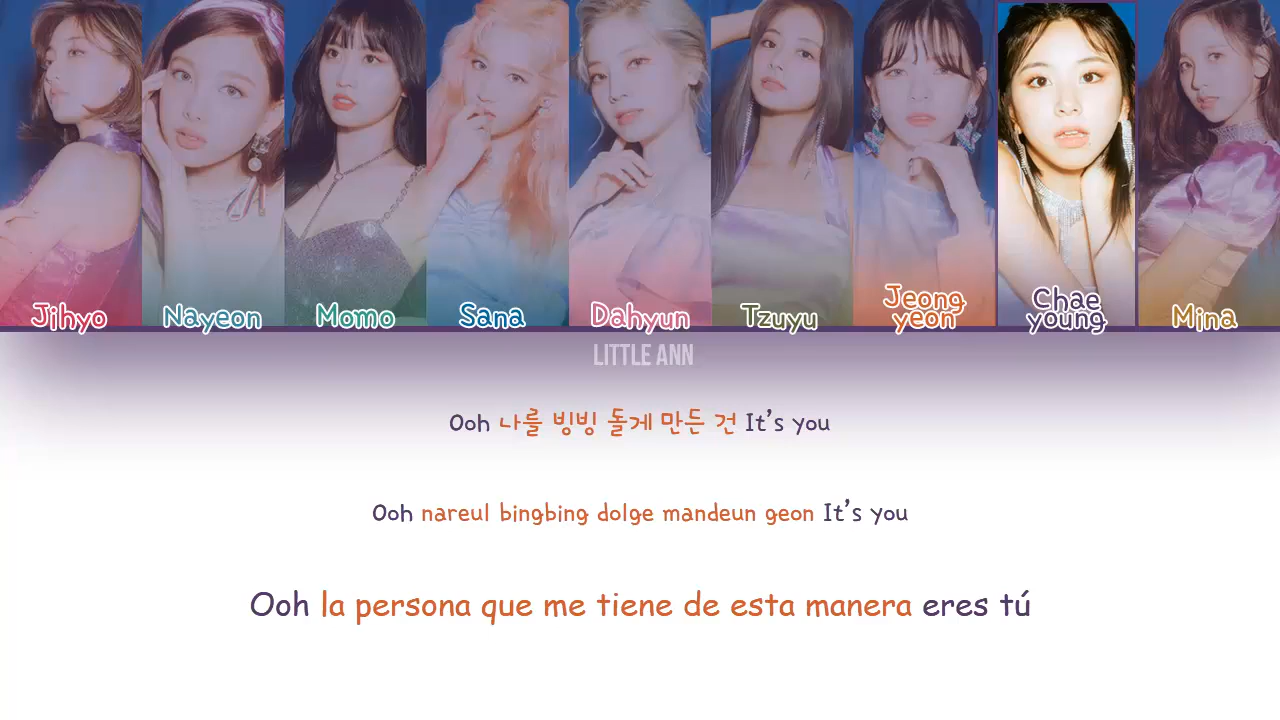 Jihyo
Nayeon
Momo
Sana
Dahyun
Tzuyu
Jeong
yeon
Chae
young
Mina
LITTLE ANN
Ooh 나룰 빙빙 돌게 만든 건 It's you
Ooh nareul bingbing dolge mandeun geon It's you
Ooh la persona que me tiene de esta manera eres tú